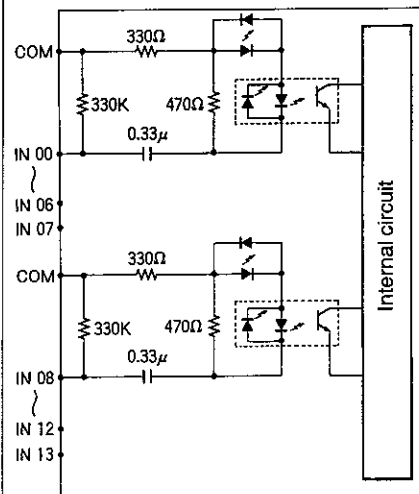 330Ω
COM
330K
470Ω
0.33μ
IN 00
IN 06
IN 07
330Ω
COM
330K
470Ω
0.33μ
IN 08
IN 12
IN 13
Internal circuit